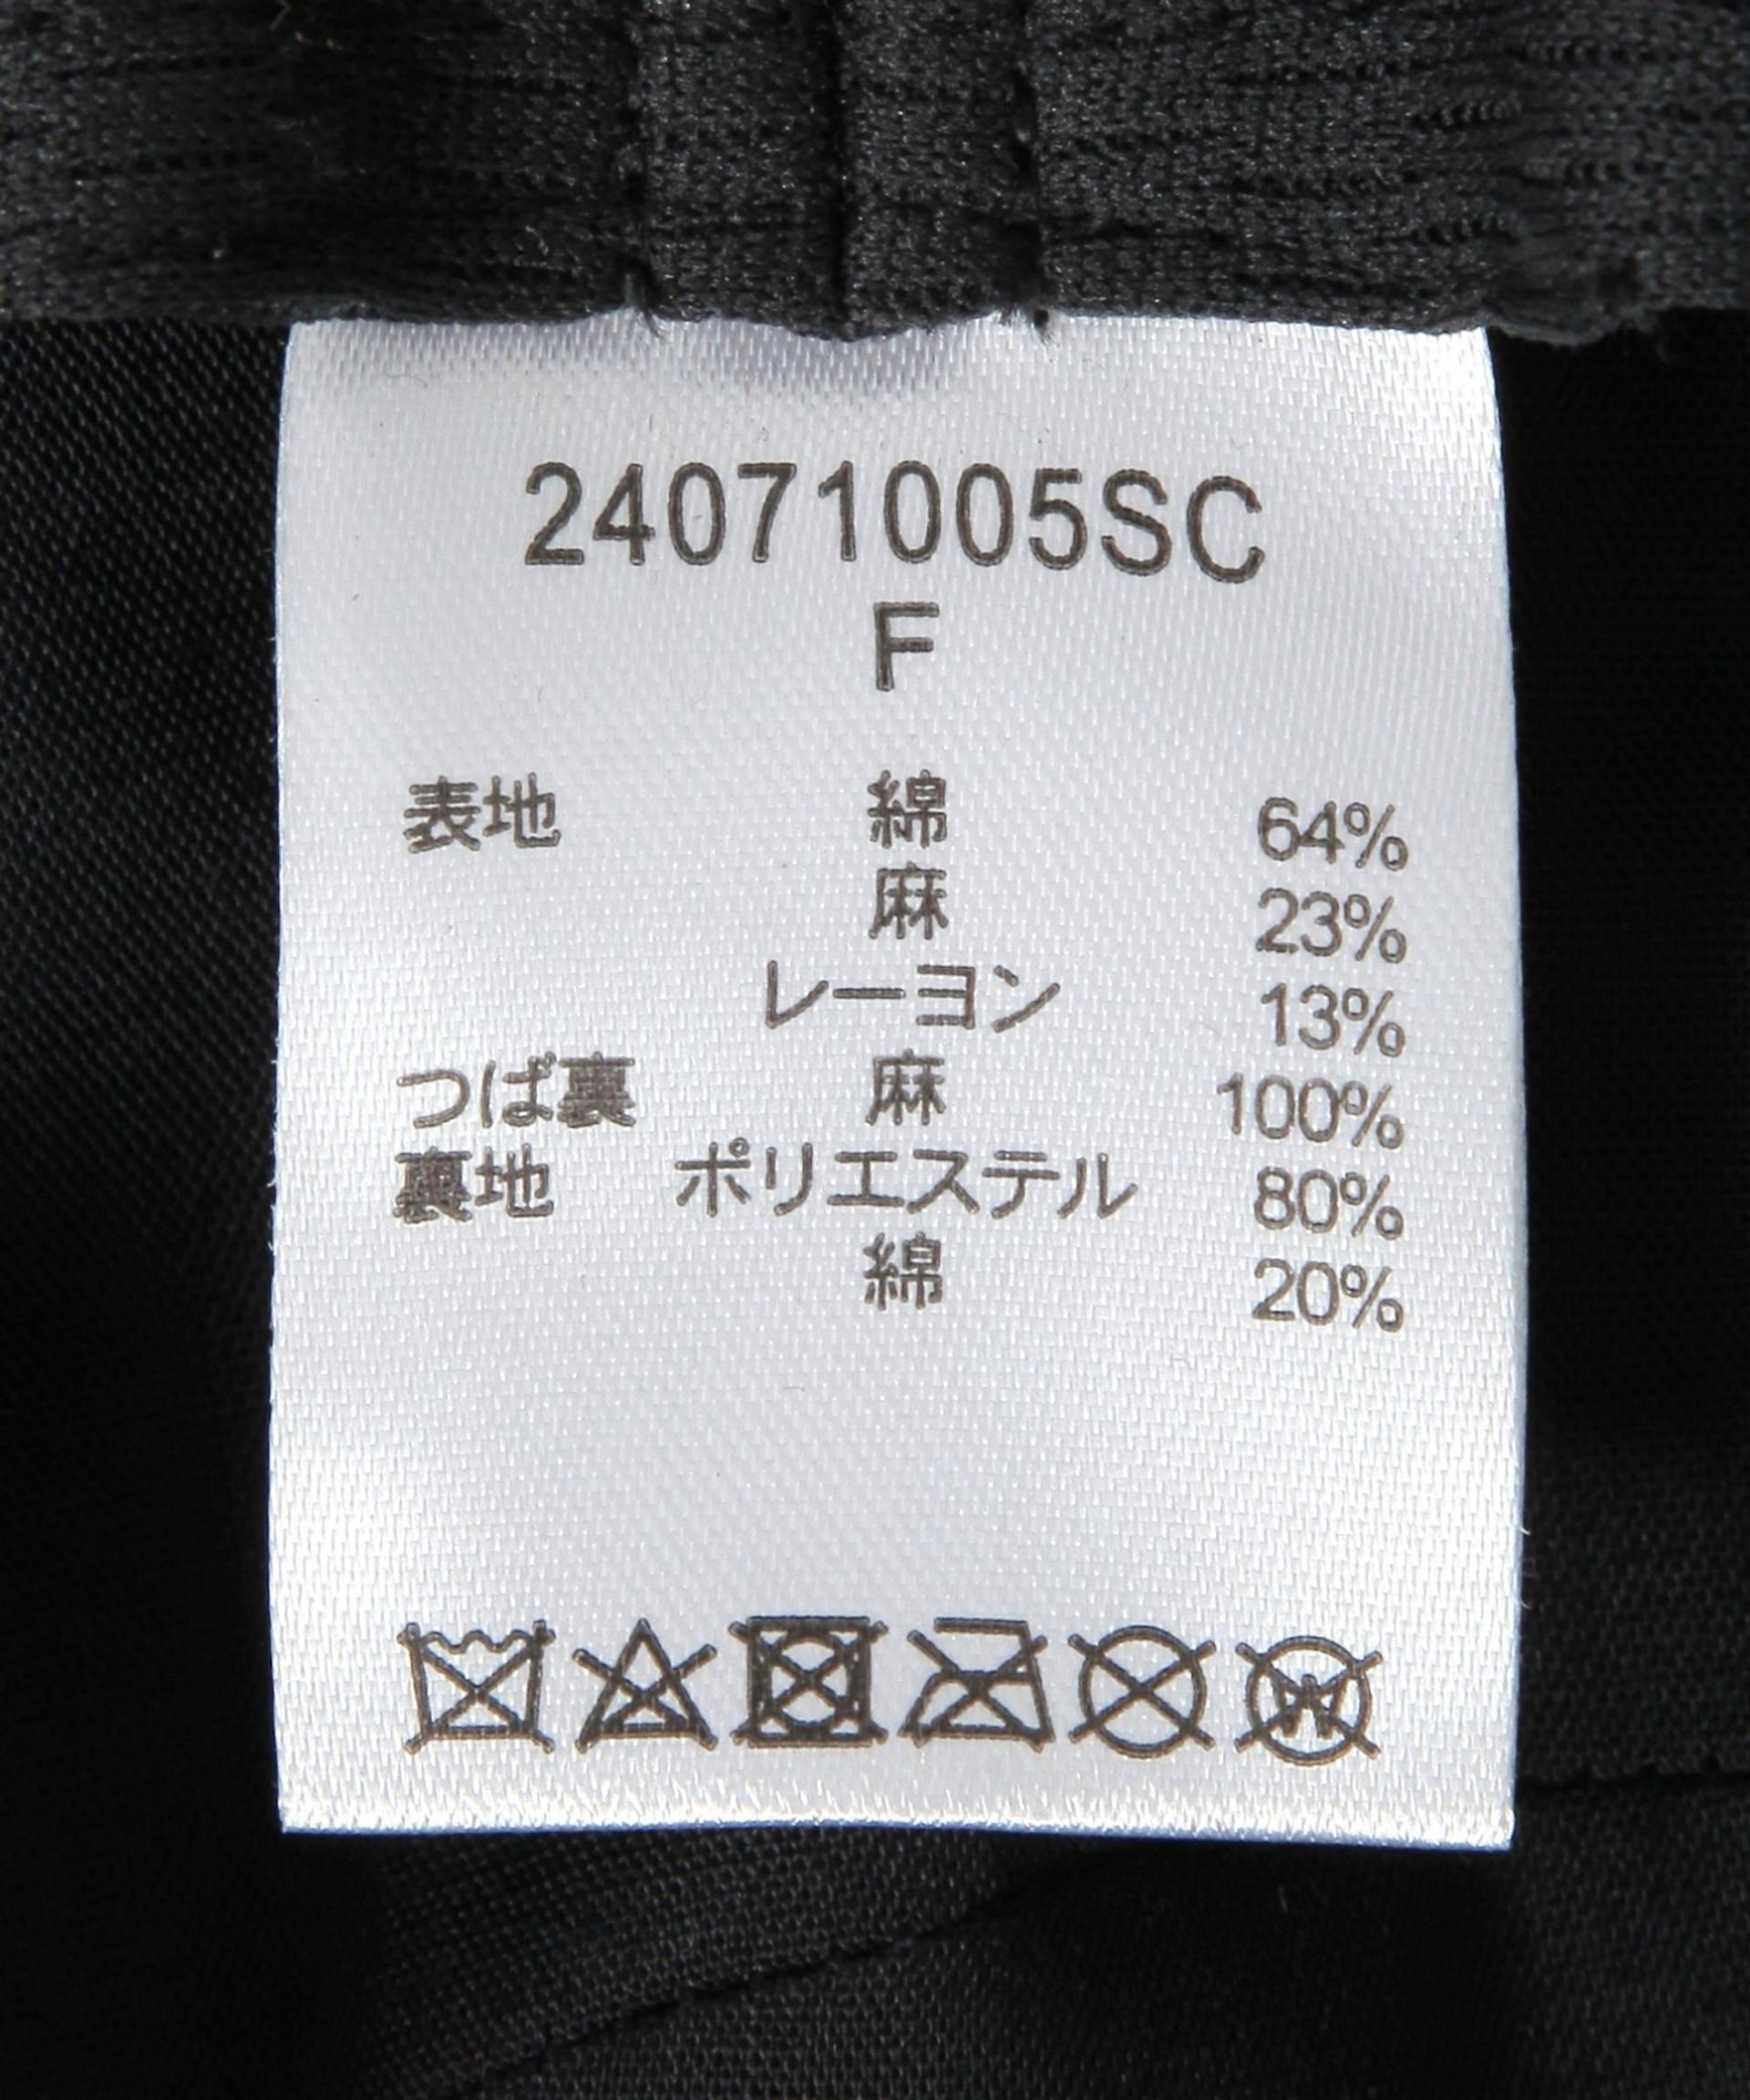 24071005SC
F
表地 綿 64%
麻 23%
レーヨン 13%
つば裏 麻 100%
裏地 ポリエステル 80%
綿 20%
W